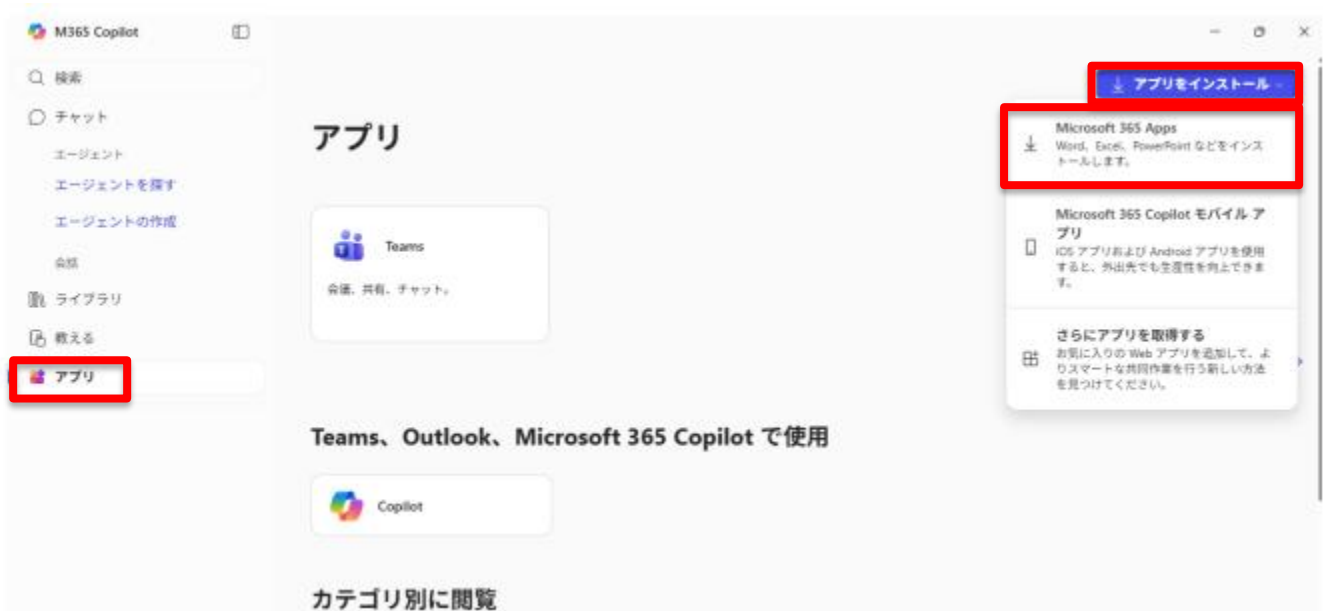 M365 Copilot
検索
チャット
エージェント
エージェントを探す
エージェントの作成
会話
ライブラリ
教える
アプリ
アプリをインストール
アプリ
Microsoft 365 Apps
Word、Excel、PowerPoint などをインス
トールします。
Microsoft 365 Copilot モバイル ア
プリ
iOS アプリおよび Android アプリを使用
すると、外出先でも生産性を向上できま
す。
さらにアプリを取得する
お気に入りの Web アプリを追加して、よ
りスマートな共同作業を行う新しい方法
を見つけてください。
Teams
会議、共有、チャット。
Teams、Outlook、Microsoft 365 Copilot で使用
Copilot
カテゴリ別に閲覧